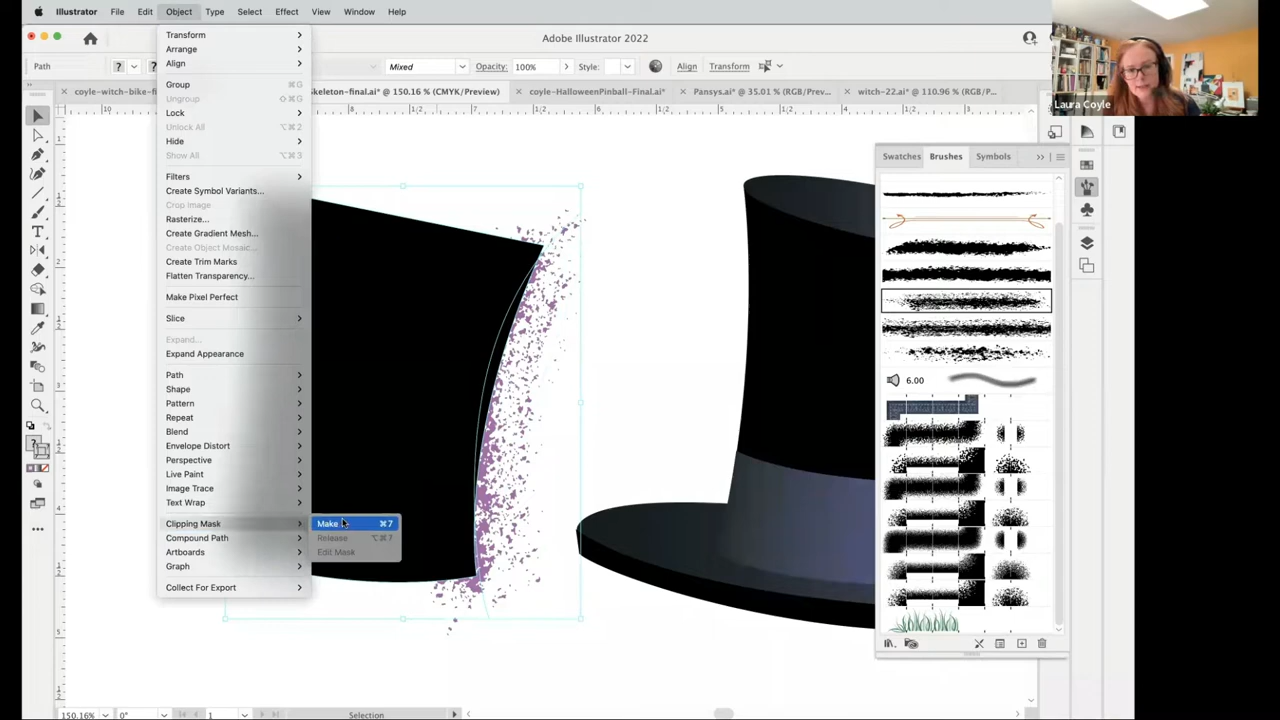 Illustrator File Edit Object Type Select Effect View Window Help
Adobe Illustrator 2022
Path ? ? Mixed Opacity: 100% Style: Align Transform
coyle-witch-bike-fi Skeleton-final.ai* @ 150.16 % (CMYK/Preview) coyle-HalloweenPinball-Final.ai* Pansys.ai* @ 35.01 % (RGB/Prev... witch-22.ai* @ 110.96 % (RGB/P...
Laura Coyle
Transform
Arrange
Align
Group ⌘G
Ungroup ⇧⌘G
Lock
Unlock All ⌥⌘2
Hide
Show All ⌥⌘3
Filters
Create Symbol Variants...
Crop Image
Rasterize...
Create Gradient Mesh...
Create Object Mosaic...
Create Trim Marks
Flatten Transparency...
Make Pixel Perfect
Slice
Expand...
Expand Appearance
Path
Shape
Pattern
Repeat
Blend
Envelope Distort
Perspective
Live Paint
Image Trace
Text Wrap
Clipping Mask
Compound Path
Artboards
Graph
Collect For Export
Make ⌘7
Release ⌥⌘7
Edit Mask
Swatches Brushes Symbols
6.00
150.16% 0° 1 Selection